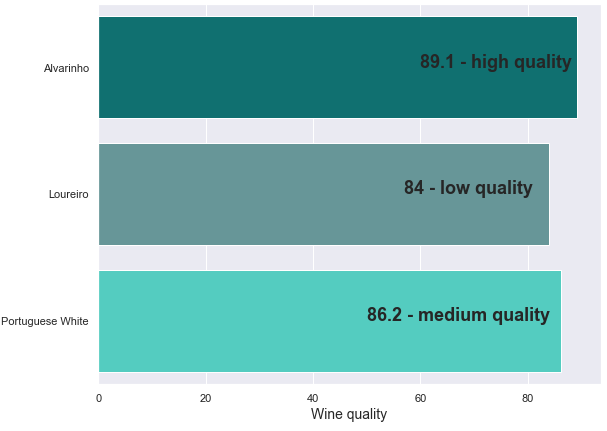 Alvarinho
89.1 - high quality
Loureiro
84 - low quality
Portuguese White
86.2 - medium quality
0 20 40 60 80
Wine quality